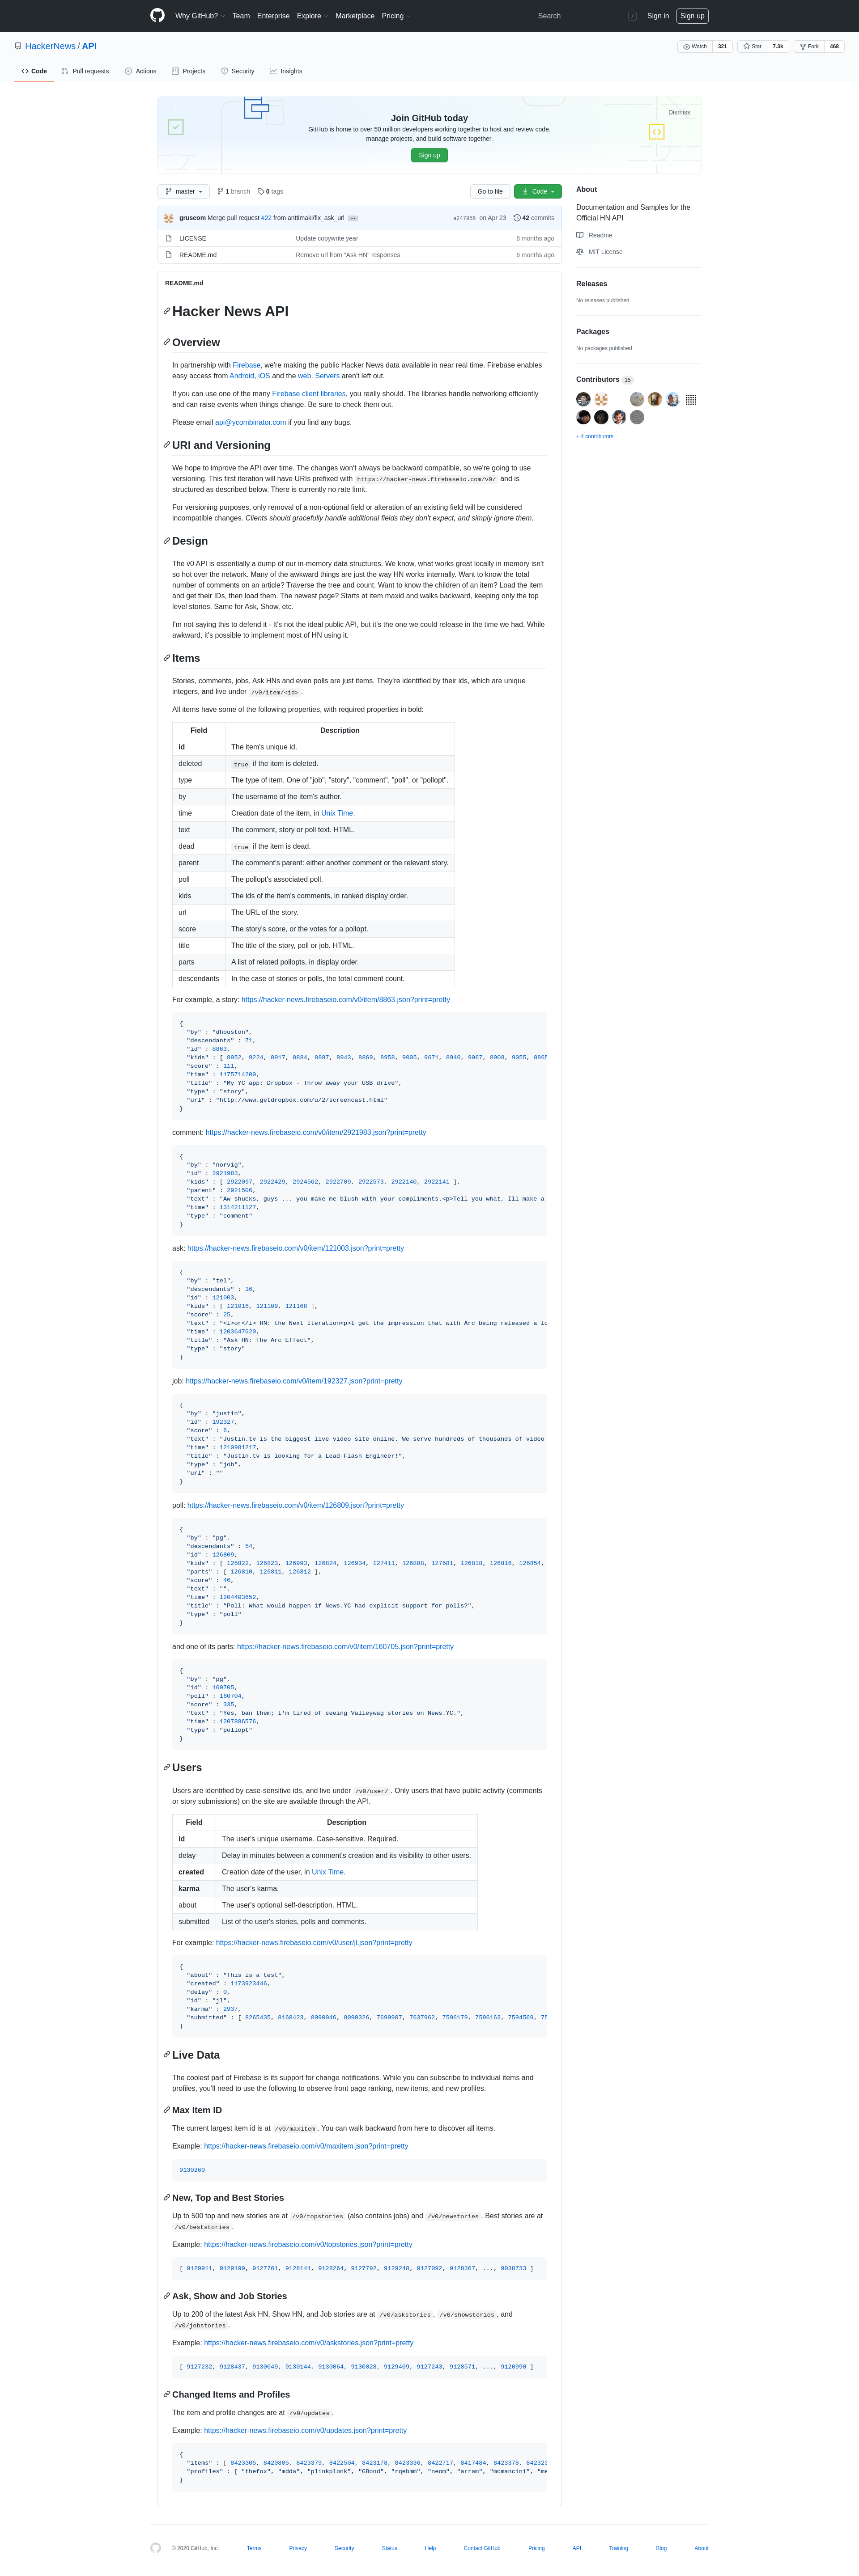 Why GitHub? Team Enterprise Explore Marketplace Pricing Search / Sign in Sign up
HackerNews / API Watch 321 Star 7.3k Fork 468
Code Pull requests Actions Projects Security Insights
Join GitHub today
Dismiss
GitHub is home to over 50 million developers working together to host and review code,
manage projects, and build software together.
Sign up
master 1 branch 0 tags Go to file Code
gruseom Merge pull request #22 from anttimaki/fix_ask_url ... a247956 on Apr 23 42 commits
LICENSE Update copywrite year 8 months ago
README.md Remove url from "Ask HN" responses 6 months ago
About
Documentation and Samples for the
Official HN API
Readme
MIT License
Releases
No releases published
Packages
No packages published
Contributors 15
+ 4 contributors
README.md
Hacker News API
Overview
In partnership with Firebase, we're making the public Hacker News data available in near real time. Firebase enables
easy access from Android, iOS and the web. Servers aren't left out.
If you can use one of the many Firebase client libraries, you really should. The libraries handle networking efficiently
and can raise events when things change. Be sure to check them out.
Please email api@ycombinator.com if you find any bugs.
URI and Versioning
We hope to improve the API over time. The changes won't always be backward compatible, so we're going to use
versioning. This first iteration will have URIs prefixed with https://hacker-news.firebaseio.com/v0/ and is
structured as described below. There is currently no rate limit.
For versioning purposes, only removal of a non-optional field or alteration of an existing field will be considered
incompatible changes. Clients should gracefully handle additional fields they don't expect, and simply ignore them.
Design
The v0 API is essentially a dump of our in-memory data structures. We know, what works great locally in memory isn't
so hot over the network. Many of the awkward things are just the way HN works internally. Want to know the total
number of comments on an article? Traverse the tree and count. Want to know the children of an item? Load the item
and get their IDs, then load them. The newest page? Starts at item maxid and walks backward, keeping only the top
level stories. Same for Ask, Show, etc.
I'm not saying this to defend it - It's not the ideal public API, but it's the one we could release in the time we had. While
awkward, it's possible to implement most of HN using it.
Items
Stories, comments, jobs, Ask HNs and even polls are just items. They're identified by their ids, which are unique
integers, and live under /v0/item/<id> .
All items have some of the following properties, with required properties in bold:
Field Description
id The item's unique id.
deleted true if the item is deleted.
type The type of item. One of "job", "story", "comment", "poll", or "pollopt".
by The username of the item's author.
time Creation date of the item, in Unix Time.
text The comment, story or poll text. HTML.
dead true if the item is dead.
parent The comment's parent: either another comment or the relevant story.
poll The pollopt's associated poll.
kids The ids of the item's comments, in ranked display order.
url The URL of the story.
score The story's score, or the votes for a pollopt.
title The title of the story, poll or job. HTML.
parts A list of related pollopts, in display order.
descendants In the case of stories or polls, the total comment count.
For example, a story: https://hacker-news.firebaseio.com/v0/item/8863.json?print=pretty
{
"by" : "dhouston",
"descendants" : 71,
"id" : 8863,
"kids" : [ 8952, 9224, 8917, 8884, 8887, 8943, 8869, 8958, 9005, 9671, 8940, 9067, 8908, 9055, 8865
"score" : 111,
"time" : 1175714200,
"title" : "My YC app: Dropbox - Throw away your USB drive",
"type" : "story",
"url" : "http://www.getdropbox.com/u/2/screencast.html"
}
comment: https://hacker-news.firebaseio.com/v0/item/2921983.json?print=pretty
{
"by" : "norvig",
"id" : 2921983,
"kids" : [ 2922097, 2922429, 2924562, 2922709, 2922573, 2922140, 2922141 ],
"parent" : 2921506,
"text" : "Aw shucks, guys ... you make me blush with your compliments.<p>Tell you what, Ill make a
"time" : 1314211127,
"type" : "comment"
}
ask: https://hacker-news.firebaseio.com/v0/item/121003.json?print=pretty
{
"by" : "tel",
"descendants" : 16,
"id" : 121003,
"kids" : [ 121016, 121109, 121168 ],
"score" : 25,
"text" : "<i>or</i> HN: the Next Iteration<p>I get the impression that with Arc being released a lo
"time" : 1203647620,
"title" : "Ask HN: The Arc Effect",
"type" : "story"
}
job: https://hacker-news.firebaseio.com/v0/item/192327.json?print=pretty
{
"by" : "justin",
"id" : 192327,
"score" : 6,
"text" : "Justin.tv is the biggest live video site online. We serve hundreds of thousands of video
"time" : 1210981217,
"title" : "Justin.tv is looking for a Lead Flash Engineer!",
"type" : "job",
"url" : ""
}
poll: https://hacker-news.firebaseio.com/v0/item/126809.json?print=pretty
{
"by" : "pg",
"descendants" : 54,
"id" : 126809,
"kids" : [ 126822, 126823, 126993, 126824, 126934, 127411, 126888, 127681, 126818, 126816, 126854,
"parts" : [ 126810, 126811, 126812 ],
"score" : 46,
"text" : "",
"time" : 1204403652,
"title" : "Poll: What would happen if News.YC had explicit support for polls?",
"type" : "poll"
}
and one of its parts: https://hacker-news.firebaseio.com/v0/item/160705.json?print=pretty
{
"by" : "pg",
"id" : 160705,
"poll" : 160704,
"score" : 335,
"text" : "Yes, ban them; I'm tired of seeing Valleywag stories on News.YC.",
"time" : 1207886576,
"type" : "pollopt"
}
Users
Users are identified by case-sensitive ids, and live under /v0/user/ . Only users that have public activity (comments
or story submissions) on the site are available through the API.
Field Description
id The user's unique username. Case-sensitive. Required.
delay Delay in minutes between a comment's creation and its visibility to other users.
created Creation date of the user, in Unix Time.
karma The user's karma.
about The user's optional self-description. HTML.
submitted List of the user's stories, polls and comments.
For example: https://hacker-news.firebaseio.com/v0/user/jl.json?print=pretty
{
"about" : "This is a test",
"created" : 1173923446,
"delay" : 0,
"id" : "jl",
"karma" : 2937,
"submitted" : [ 8265435, 8168423, 8090946, 8090326, 7699907, 7637962, 7596179, 7596163, 7594569, 75
}
Live Data
The coolest part of Firebase is its support for change notifications. While you can subscribe to individual items and
profiles, you'll need to use the following to observe front page ranking, new items, and new profiles.
Max Item ID
The current largest item id is at /v0/maxitem . You can walk backward from here to discover all items.
Example: https://hacker-news.firebaseio.com/v0/maxitem.json?print=pretty
9130260
New, Top and Best Stories
Up to 500 top and new stories are at /v0/topstories (also contains jobs) and /v0/newstories . Best stories are at
/v0/beststories .
Example: https://hacker-news.firebaseio.com/v0/topstories.json?print=pretty
[ 9129911, 9129199, 9127761, 9128141, 9128264, 9127792, 9129248, 9127092, 9128367, ..., 9038733 ]
Ask, Show and Job Stories
Up to 200 of the latest Ask HN, Show HN, and Job stories are at /v0/askstories , /v0/showstories , and
/v0/jobstories .
Example: https://hacker-news.firebaseio.com/v0/askstories.json?print=pretty
[ 9127232, 9128437, 9130049, 9130144, 9130064, 9130028, 9129409, 9127243, 9128571, ..., 9120990 ]
Changed Items and Profiles
The item and profile changes are at /v0/updates .
Example: https://hacker-news.firebaseio.com/v0/updates.json?print=pretty
{
"items" : [ 8423305, 8420805, 8423379, 8422504, 8423178, 8423336, 8422717, 8417484, 8423378, 842323
"profiles" : [ "thefox", "mdda", "plinkplonk", "GBond", "rqebmm", "neom", "arram", "mcmancini", "me
}
© 2020 GitHub, Inc. Terms Privacy Security Status Help Contact GitHub Pricing API Training Blog About